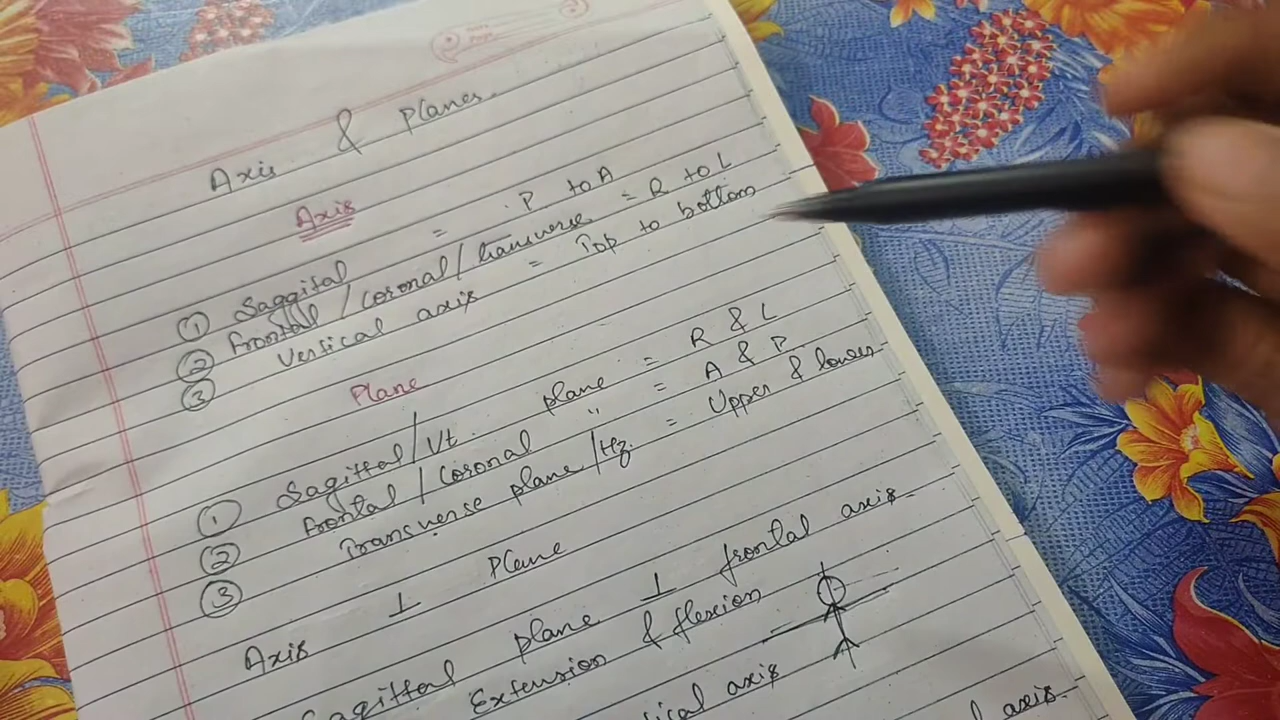 Axis & Planes.
Axis
① Saggital = P to A
② frontal / Coronal / transverse = R to L
③ Vertical axis = Top to bottom
Plane
① Sagittal / Vt. plane = R & L
② frontal / Coronal " = A & P
③ Transverse plane / Hz. = Upper & lower
Axis ⊥ Plane
Sagittal plane ⊥ frontal axis.
Extension & flexion
axis
axis.